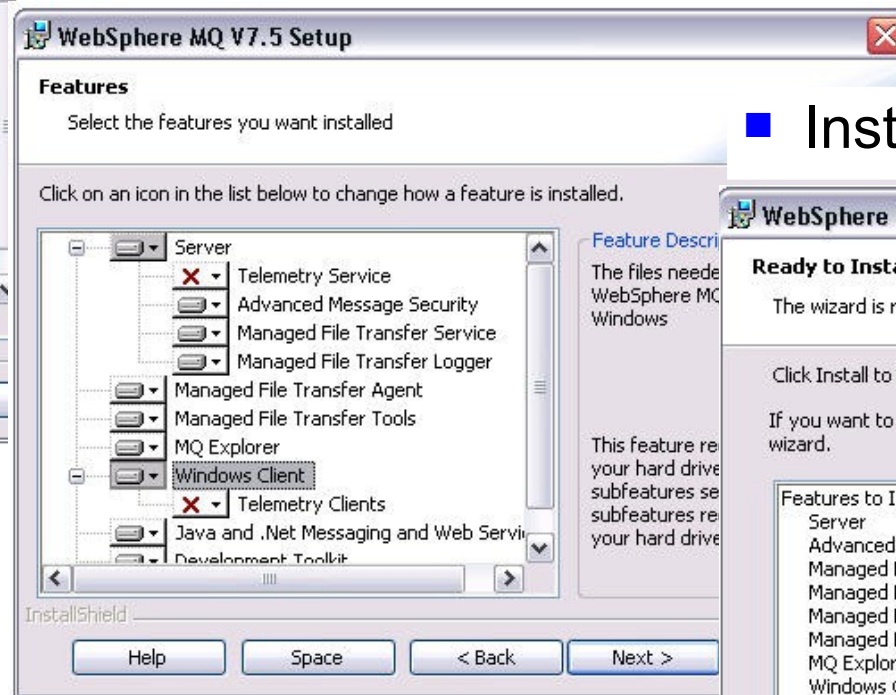 WebSphere MQ V7.5 Setup
Features
Select the features you want installed
Click on an icon in the list below to change how a feature is installed.
Server
Telemetry Service
Advanced Message Security
Managed File Transfer Service
Managed File Transfer Logger
Managed File Transfer Agent
Managed File Transfer Tools
MQ Explorer
Windows Client
Telemetry Clients
Java and .Net Messaging and Web Servi
Development Toolkit
Feature Descri
The files neede
WebSphere MQ
Windows
This feature re
your hard drive
subfeatures se
subfeatures re
your hard drive
InstallShield
Help
Space
< Back
Next >
Inst
WebSphere
Ready to Insta
The wizard is r
Click Install to
If you want to
wizard.
Features to I
Server
Advanced
Managed
Managed
Managed
Managed
MQ Explor
Windows